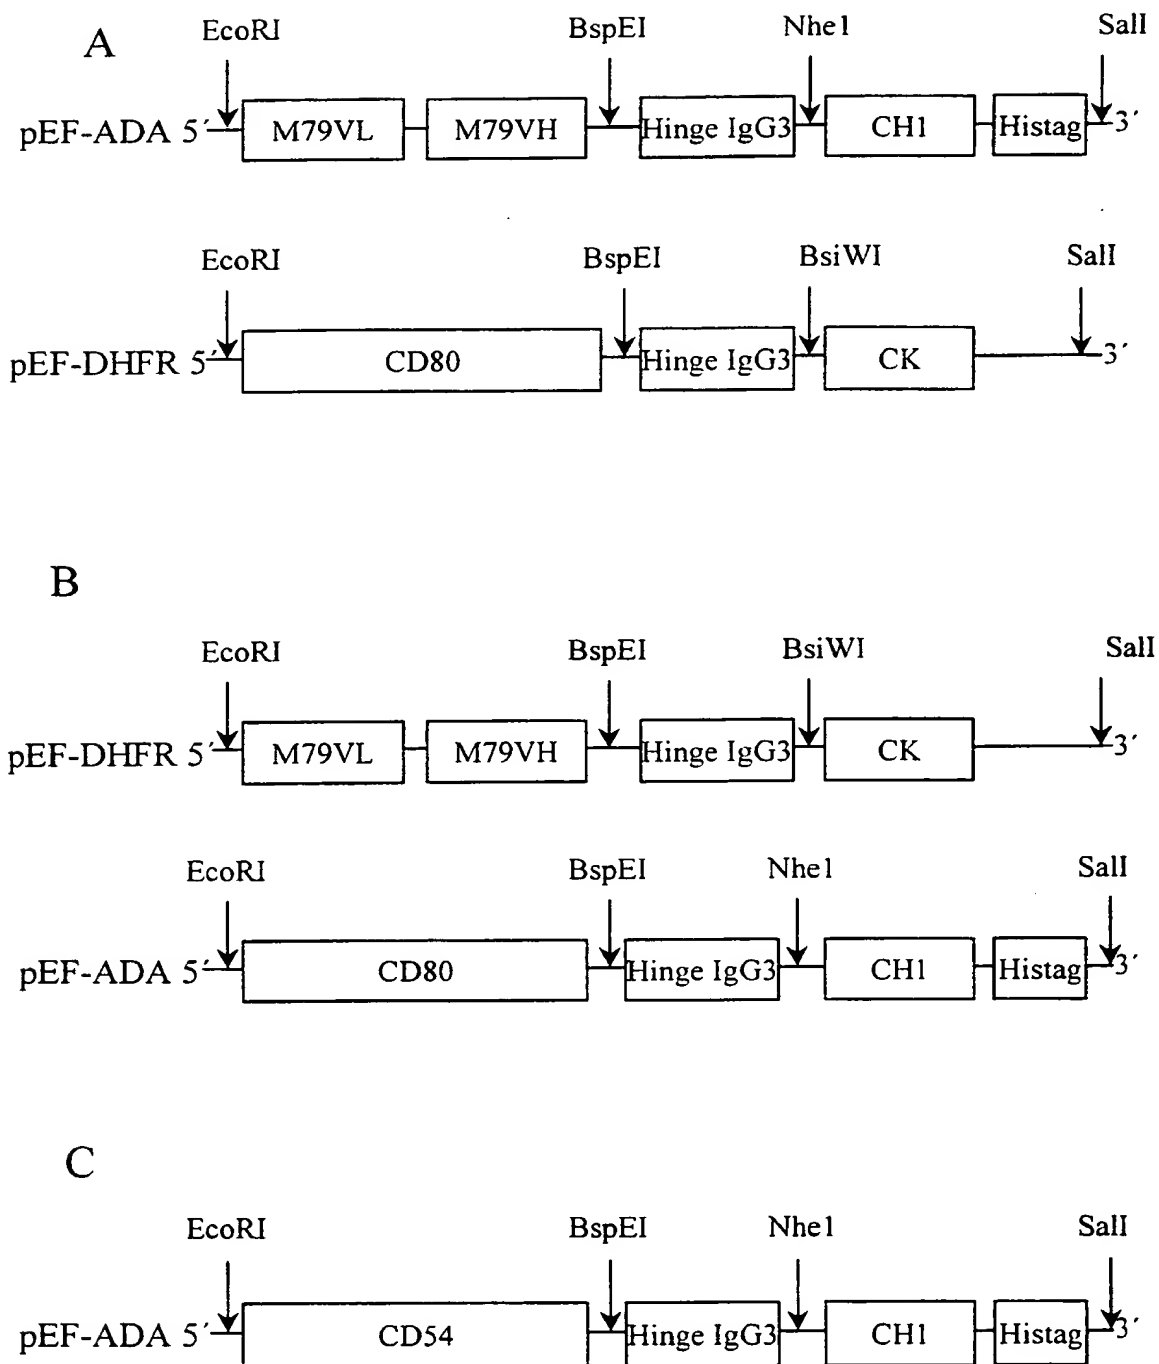 A
EcoRI BspEI Nhe1 SalI
pEF-ADA 5´ M79VL M79VH Hinge IgG3 CH1 Histag 3´
EcoRI BspEI BsiWI SalI
pEF-DHFR 5´ CD80 Hinge IgG3 CK 3´
B
EcoRI BspEI BsiWI SalI
pEF-DHFR 5´ M79VL M79VH Hinge IgG3 CK 3´
EcoRI BspEI Nhe1 SalI
pEF-ADA 5´ CD80 Hinge IgG3 CH1 Histag 3´
C
EcoRI BspEI Nhe1 SalI
pEF-ADA 5´ CD54 Hinge IgG3 CH1 Histag 3´